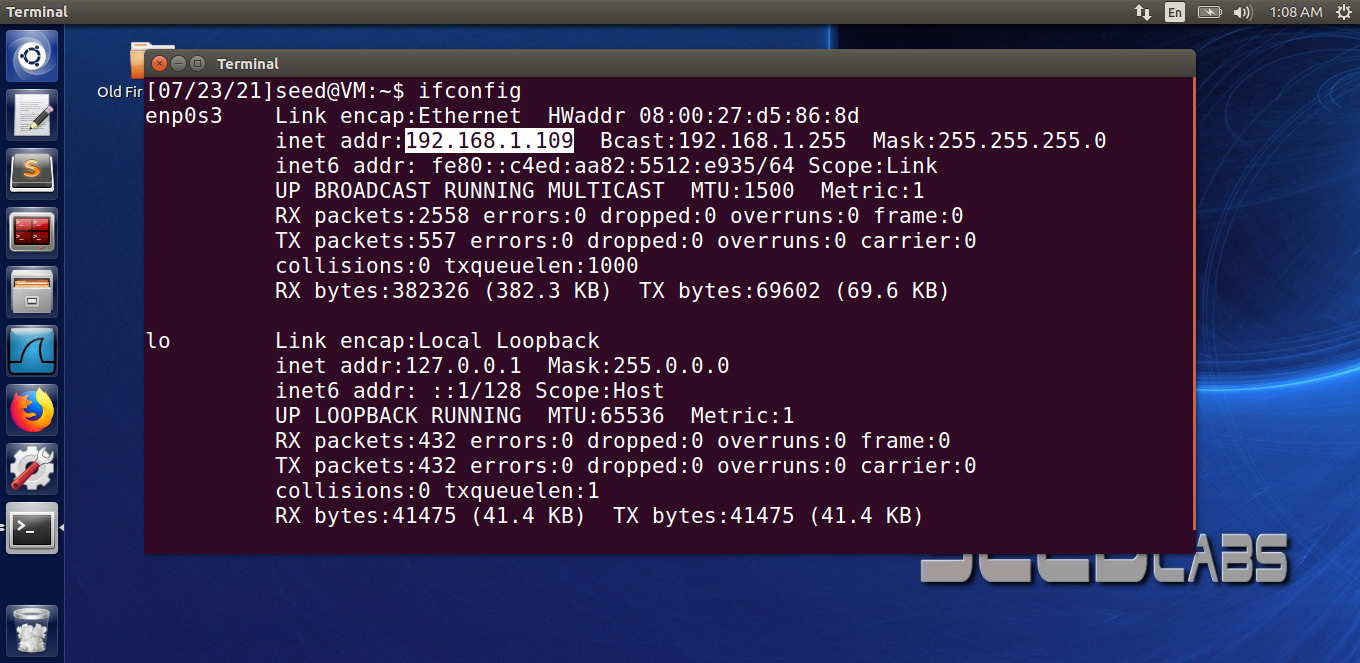 Terminal
En
1:08 AM
Old Fir
Terminal
[07/23/21]seed@VM:~$ ifconfig
enp0s3    Link encap:Ethernet  HWaddr 08:00:27:d5:86:8d
          inet addr:192.168.1.109  Bcast:192.168.1.255  Mask:255.255.255.0
          inet6 addr: fe80::c4ed:aa82:5512:e935/64 Scope:Link
          UP BROADCAST RUNNING MULTICAST  MTU:1500  Metric:1
          RX packets:2558 errors:0 dropped:0 overruns:0 frame:0
          TX packets:557 errors:0 dropped:0 overruns:0 carrier:0
          collisions:0 txqueuelen:1000
          RX bytes:382326 (382.3 KB)  TX bytes:69602 (69.6 KB)
lo        Link encap:Local Loopback
          inet addr:127.0.0.1  Mask:255.0.0.0
          inet6 addr: ::1/128 Scope:Host
          UP LOOPBACK RUNNING  MTU:65536  Metric:1
          RX packets:432 errors:0 dropped:0 overruns:0 frame:0
          TX packets:432 errors:0 dropped:0 overruns:0 carrier:0
          collisions:0 txqueuelen:1
          RX bytes:41475 (41.4 KB)  TX bytes:41475 (41.4 KB)
SEEDLABS